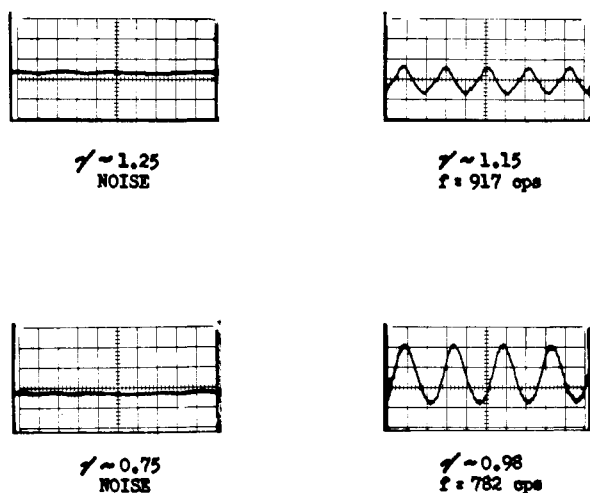 γ ~ 1.25
NOISE
γ ~ 1.15
f = 917 cps
γ ~ 0.75
NOISE
γ ~ 0.98
f = 782 cps